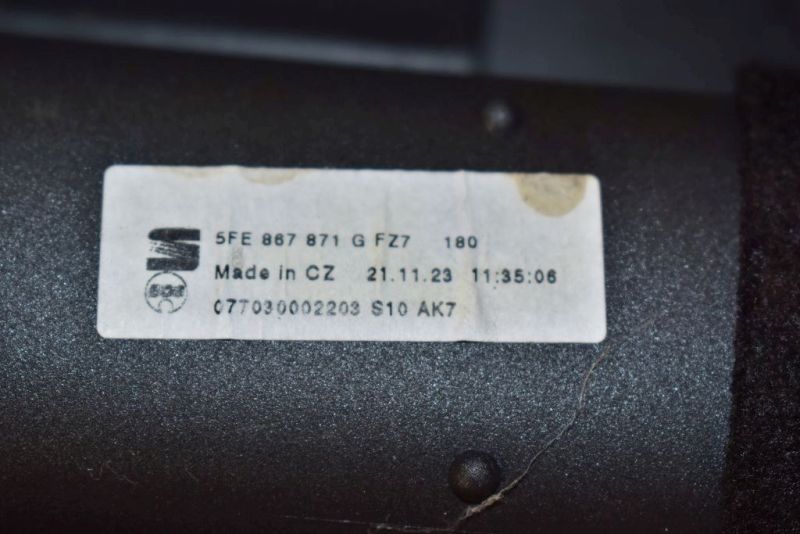 5FE 867 871 G FZ7 180
Made in CZ 21.11.23 11:35:06
077030002203 S10 AK7